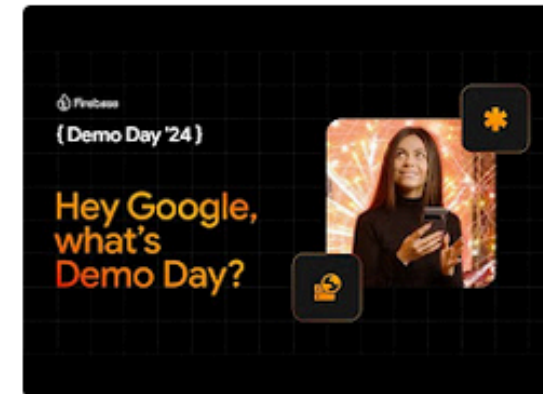 Firebase
{ Demo Day '24 }
Hey Google,
what's
Demo Day?